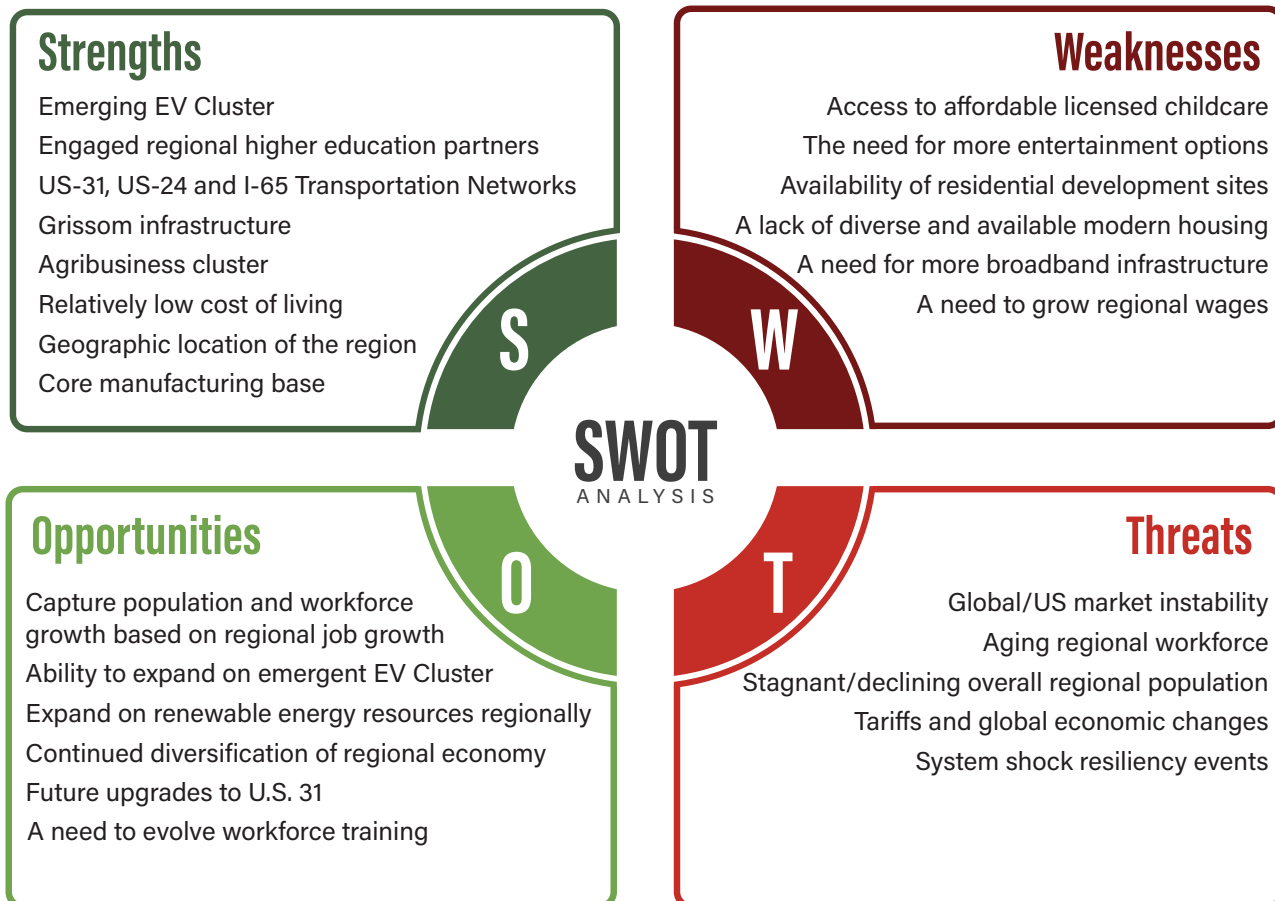 Strengths
Emerging EV Cluster
Engaged regional higher education partners
US-31, US-24 and I-65 Transportation Networks
Grissom infrastructure
Agribusiness cluster
Relatively low cost of living
Geographic location of the region
Core manufacturing base
S
Weaknesses
Access to affordable licensed childcare
The need for more entertainment options
Availability of residential development sites
A lack of diverse and available modern housing
A need for more broadband infrastructure
A need to grow regional wages
W
SWOT
ANALYSIS
Opportunities
Capture population and workforce
growth based on regional job growth
Ability to expand on emergent EV Cluster
Expand on renewable energy resources regionally
Continued diversification of regional economy
Future upgrades to U.S. 31
A need to evolve workforce training
O
Threats
Global/US market instability
Aging regional workforce
Stagnant/declining overall regional population
Tariffs and global economic changes
System shock resiliency events
T